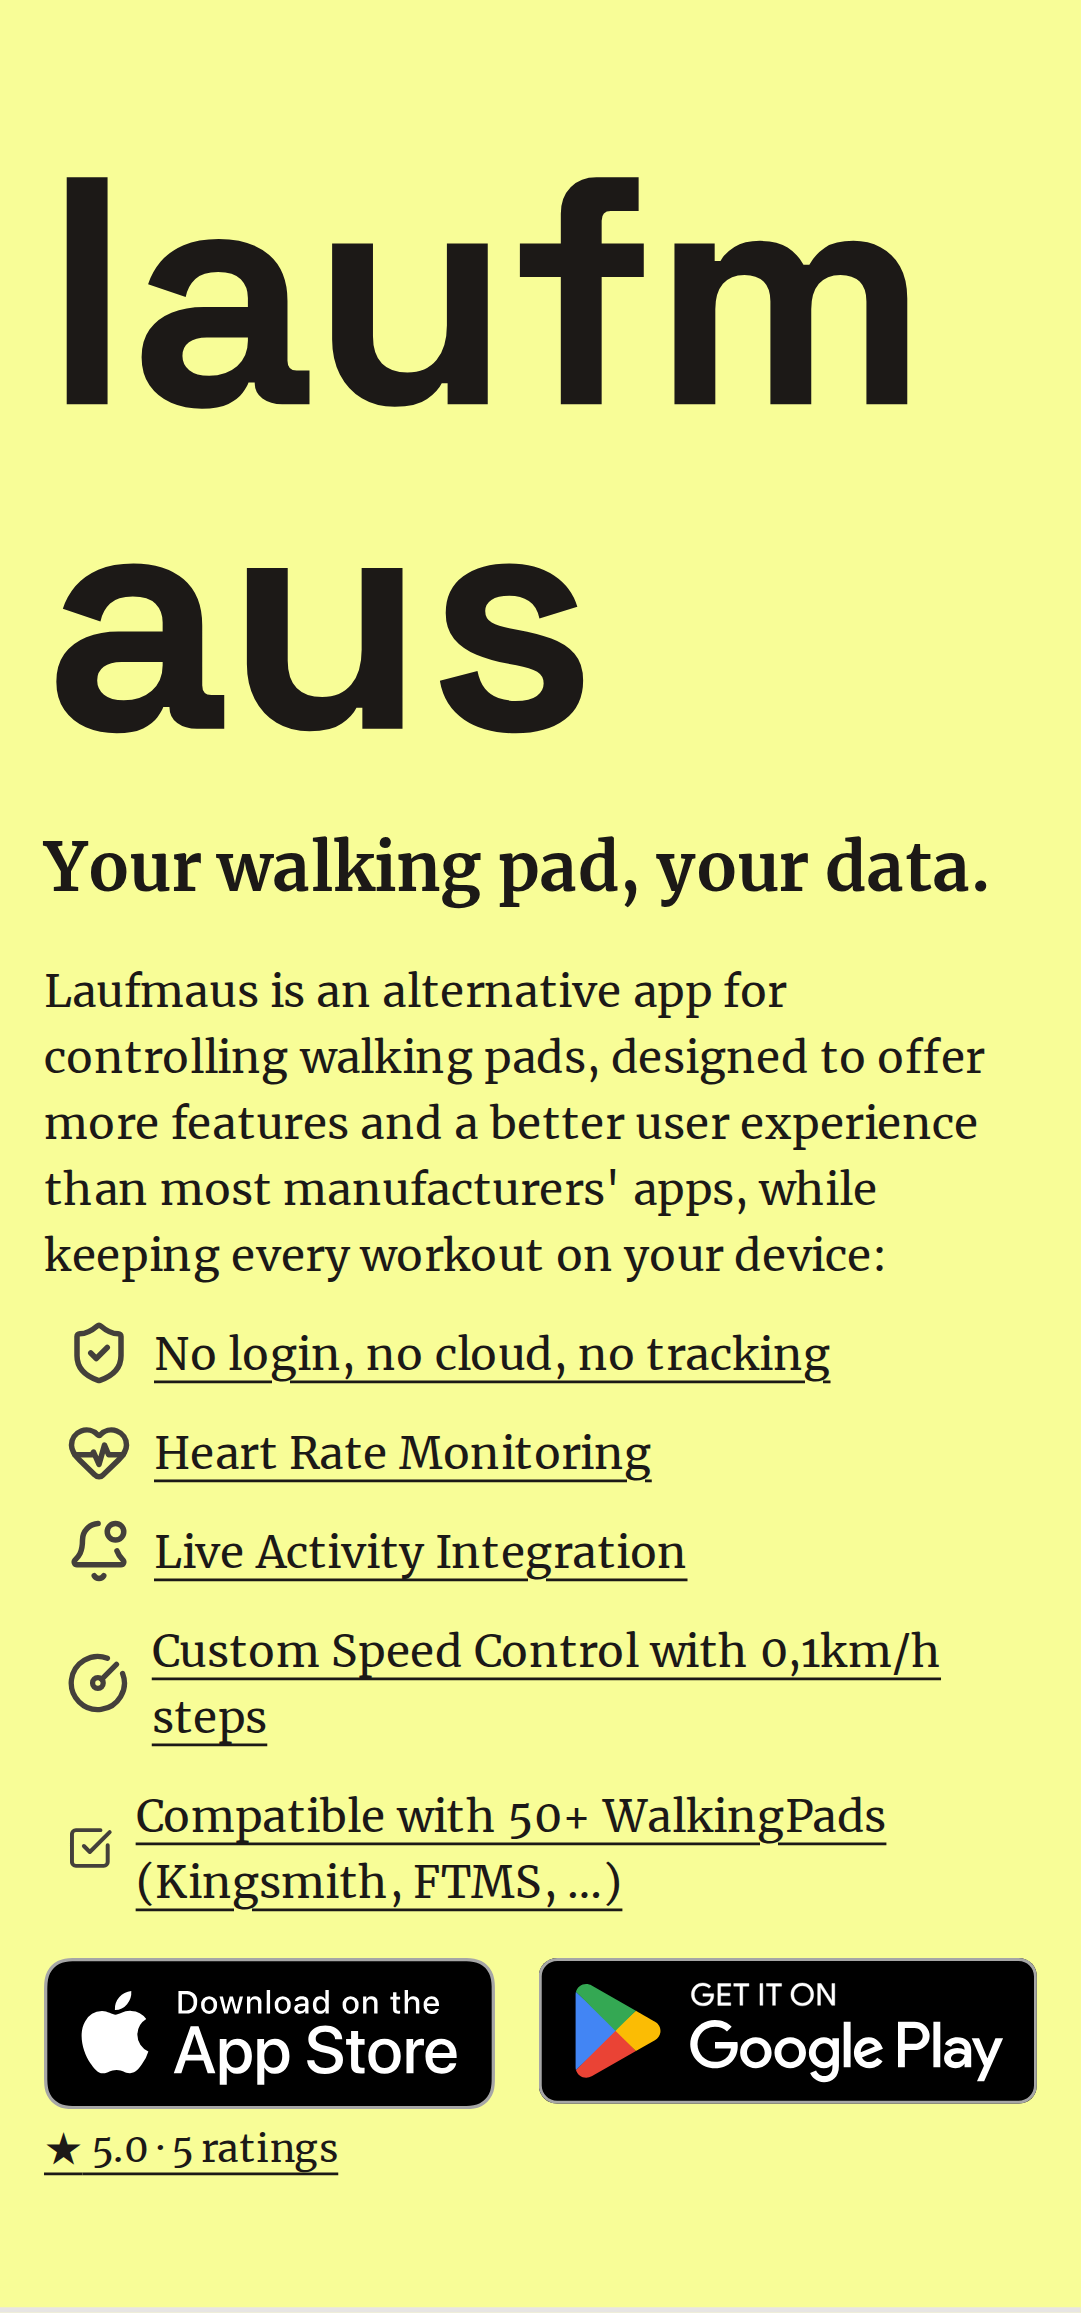 laufm
aus
Your walking pad, your data.
Laufmaus is an alternative app for
controlling walking pads, designed to offer
more features and a better user experience
than most manufacturers' apps, while
keeping every workout on your device:
No login, no cloud, no tracking
Heart Rate Monitoring
Live Activity Integration
Custom Speed Control with 0,1km/h
steps
Compatible with 50+ WalkingPads
(Kingsmith, FTMS, ...)
Download on the
App Store
GET IT ON
Google Play
★ 5.0 · 5 ratings